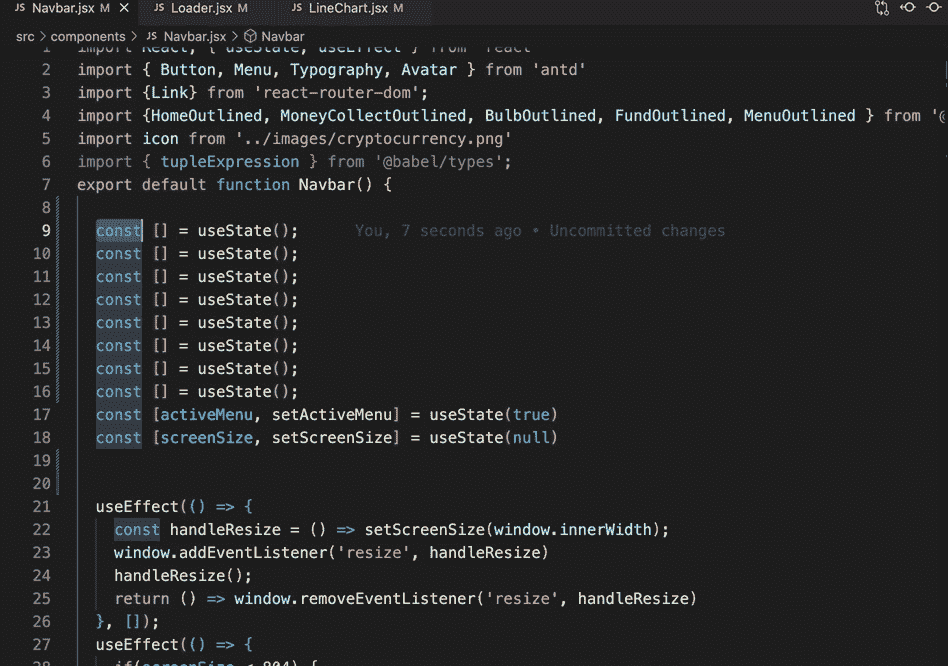 JS Navbar.jsx M ✕ JS Loader.jsx M JS LineChart.jsx M
src > components > JS Navbar.jsx > Navbar
1 import React, { useState, useEffect } from 'react'
2 import { Button, Menu, Typography, Avatar } from 'antd'
3 import {Link} from 'react-router-dom';
4 import {HomeOutlined, MoneyCollectOutlined, BulbOutlined, FundOutlined, MenuOutlined } from '@
5 import icon from '../images/cryptocurrency.png'
6 import { tupleExpression } from '@babel/types';
7 export default function Navbar() {
8
9 const [] = useState(); You, 7 seconds ago • Uncommitted changes
10 const [] = useState();
11 const [] = useState();
12 const [] = useState();
13 const [] = useState();
14 const [] = useState();
15 const [] = useState();
16 const [] = useState();
17 const [activeMenu, setActiveMenu] = useState(true)
18 const [screenSize, setScreenSize] = useState(null)
19
20
21 useEffect(() => {
22 const handleResize = () => setScreenSize(window.innerWidth);
23 window.addEventListener('resize', handleResize)
24 handleResize();
25 return () => window.removeEventListener('resize', handleResize)
26 }, []);
27 useEffect(() => {
28 if(screenSize < 804) {